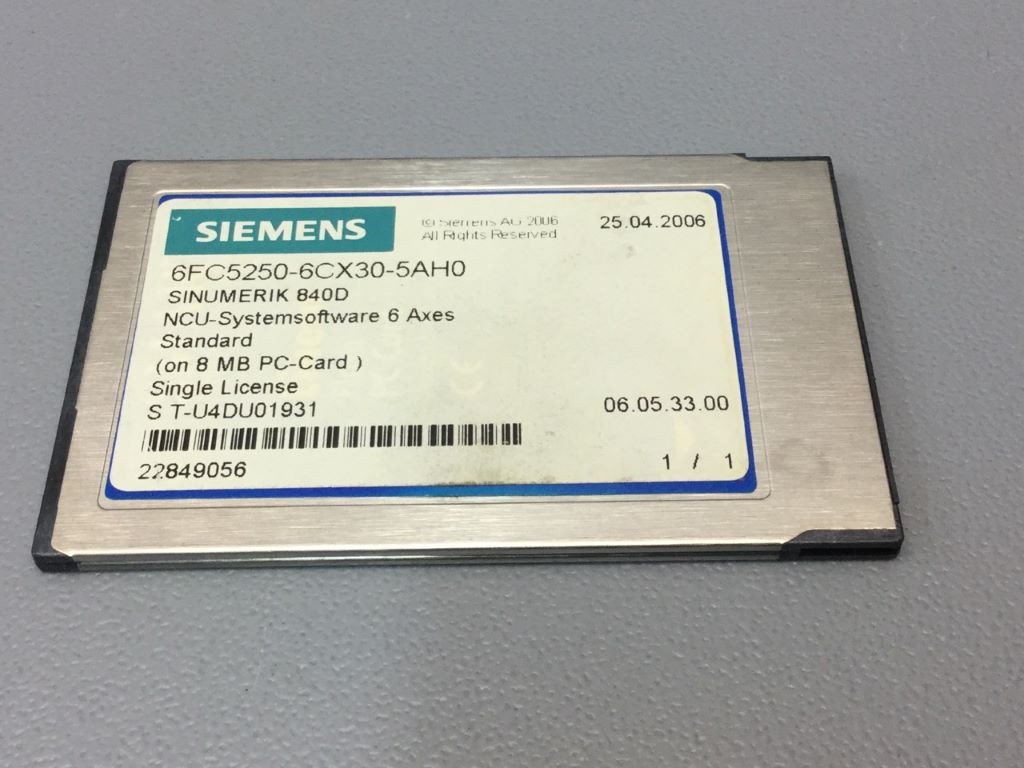 SIEMENS
© Siemens AG 2006
All Rights Reserved
25.04.2006
6FC5250-6CX30-5AH0
SINUMERIK 840D
NCU-Systemsoftware 6 Axes
Standard
(on 8 MB PC-Card )
Single License
S T-U4DU01931
06.05.33.00
22849056
1 / 1